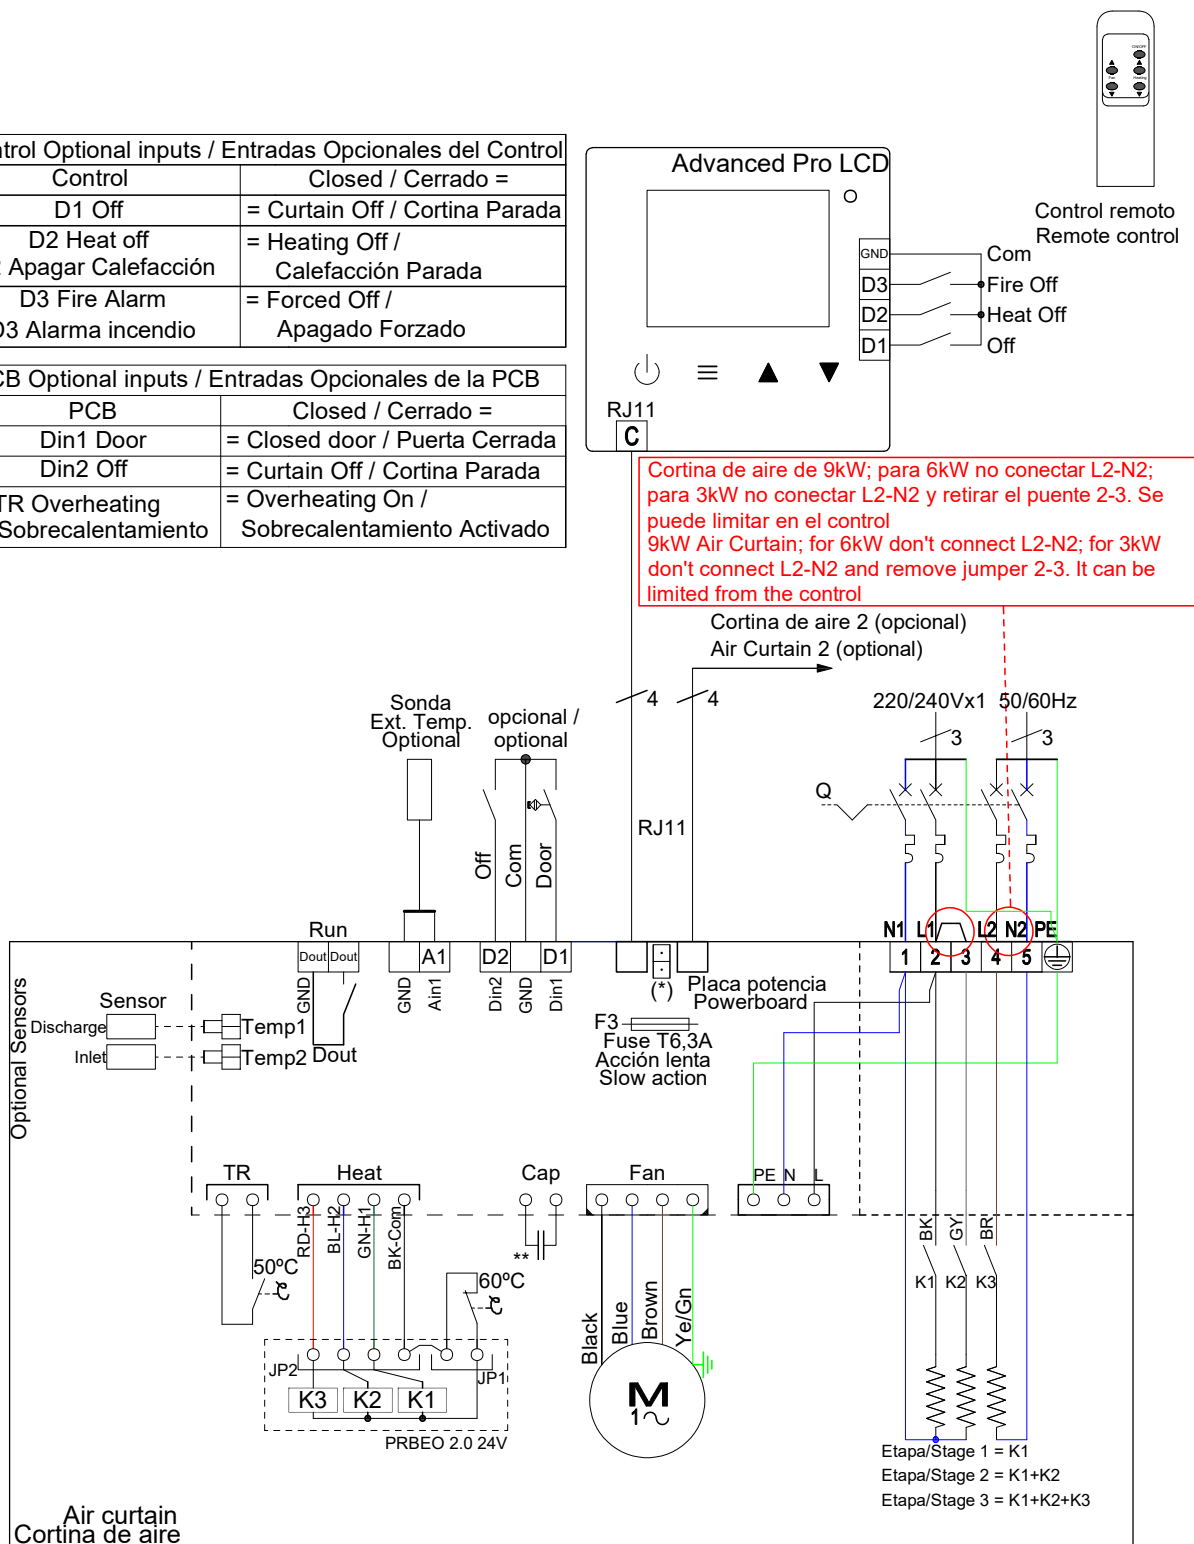 ON/OFF
Fan
Heating
Control remoto
Remote control
ntrol Optional inputs / Entradas Opcionales del Control
Control
Closed / Cerrado =
D1 Off
= Curtain Off / Cortina Parada
D2 Heat off
Apagar Calefacción
= Heating Off /
Calefacción Parada
D3 Fire Alarm
D3 Alarma incendio
= Forced Off /
Apagado Forzado
CB Optional inputs / Entradas Opcionales de la PCB
PCB
Closed / Cerrado =
Din1 Door
= Closed door / Puerta Cerrada
Din2 Off
= Curtain Off / Cortina Parada
TR Overheating
Sobrecalentamiento
= Overheating On /
Sobrecalentamiento Activado
Advanced Pro LCD
GND
D3
D2
D1
Com
Fire Off
Heat Off
Off
RJ11
C
Cortina de aire de 9kW; para 6kW no conectar L2-N2;
para 3kW no conectar L2-N2 y retirar el puente 2-3. Se
puede limitar en el control
9kW Air Curtain; for 6kW don't connect L2-N2; for 3kW
don't connect L2-N2 and remove jumper 2-3. It can be
limited from the control
Cortina de aire 2 (opcional)
Air Curtain 2 (optional)
4
4
220/240Vx1
50/60Hz
3
3
Sonda
Ext. Temp.
Optional
opcional /
optional
Q
RJ11
Off
Com
Door
Run
Dout
Dout
A1
D2
D1
N1
L1
L2
N2
PE
1
2
3
4
5
GND
GND
Ain1
Din2
GND
Din1
(*)
Placa potencia
Powerboard
F3
Fuse T6,3A
Acción lenta
Slow action
Optional Sensors
Sensor
Discharge
Inlet
Temp1
Temp2
Dout
TR
Heat
Cap
Fan
PE
N
L
RD-H3
BL-H2
GN-H1
BK-Com
**
50ºC
60ºC
Black
Blue
Brown
Ye/Gn
BK
GY
BR
K1
K2
K3
JP2
JP1
K3
K2
K1
PRBEO 2.0 24V
M
1
Etapa/Stage 1 = K1
Etapa/Stage 2 = K1+K2
Etapa/Stage 3 = K1+K2+K3
Air curtain
Cortina de aire